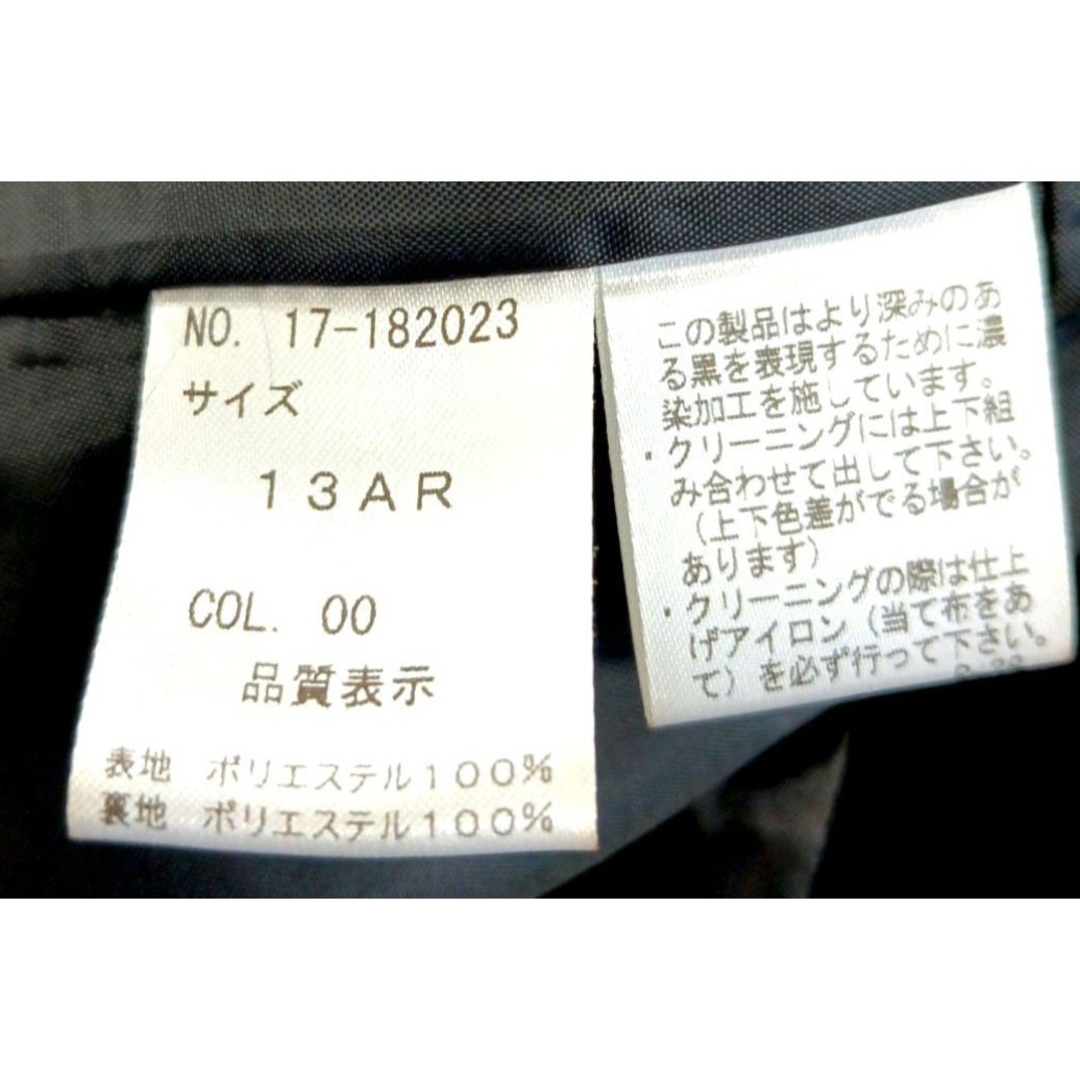 NO. 17-182023
サイズ
13AR
COL. 00
品質表示
表地 ポリエステル100%
裏地 ポリエステル100%
この製品はより深みのあ
る黒を表現するために濃
染加工を施しています。
・クリーニングには上下組
み合わせて出して下さい。
(上下色差がでる場合が
あります)
・クリーニングの際は仕上
げアイロン(当て布をあ
て)を必ず行って下さい。